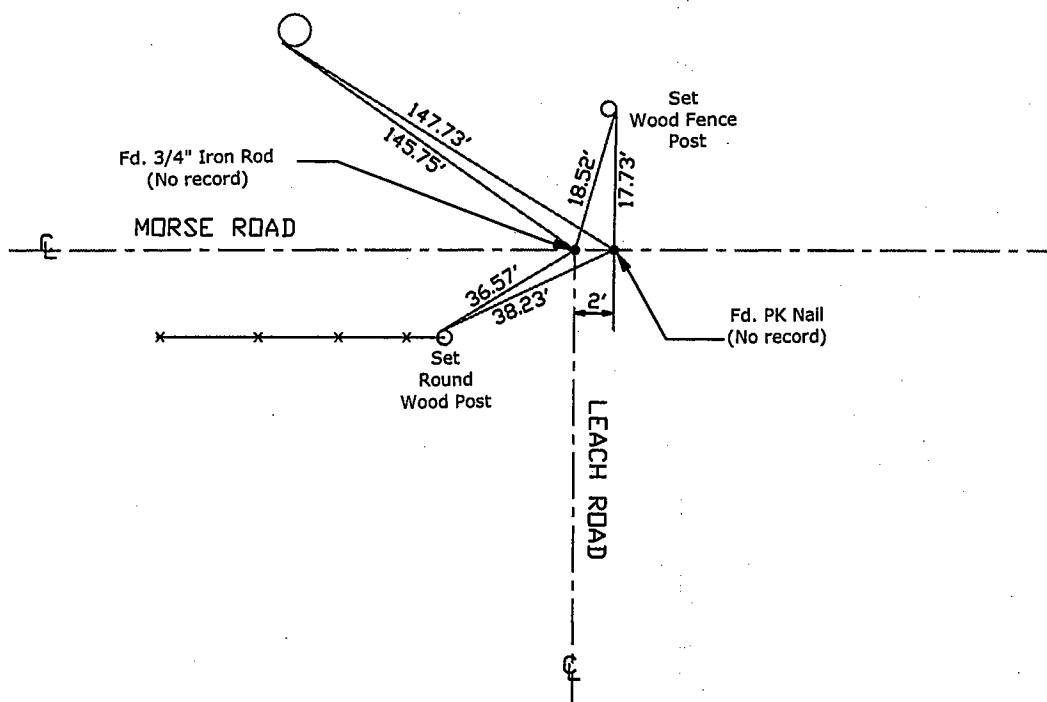 147.73'
145.75'
Set
Wood Fence
Post
Fd. 3/4" Iron Rod
(No record)
18.52'
17.73'
MORSE ROAD
℄
36.57'
38.23'
2'
Fd. PK Nail
(No record)
Set
Round
Wood Post
LEACH ROAD
℄